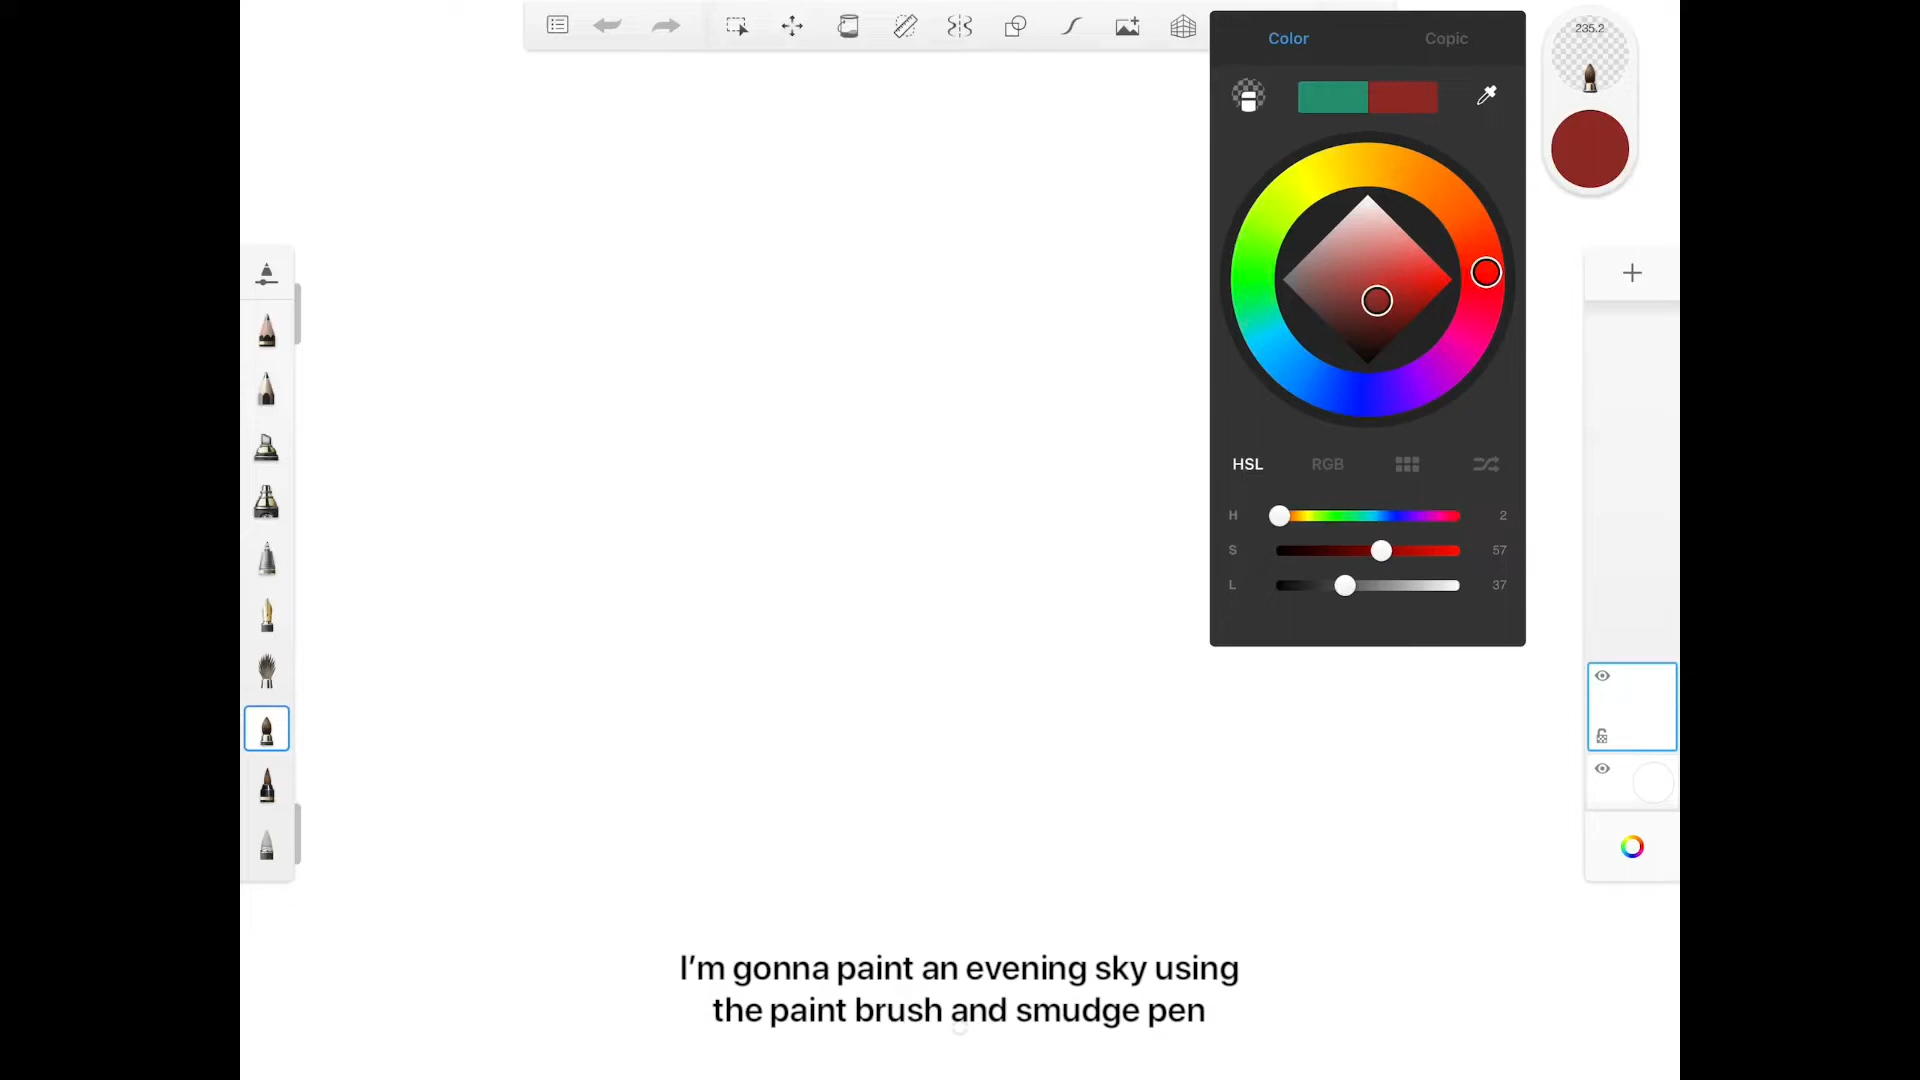 Color
Copic
235.2
HSL
RGB
H
2
S
57
L
37
I'm gonna paint an evening sky using
the paint brush and smudge pen